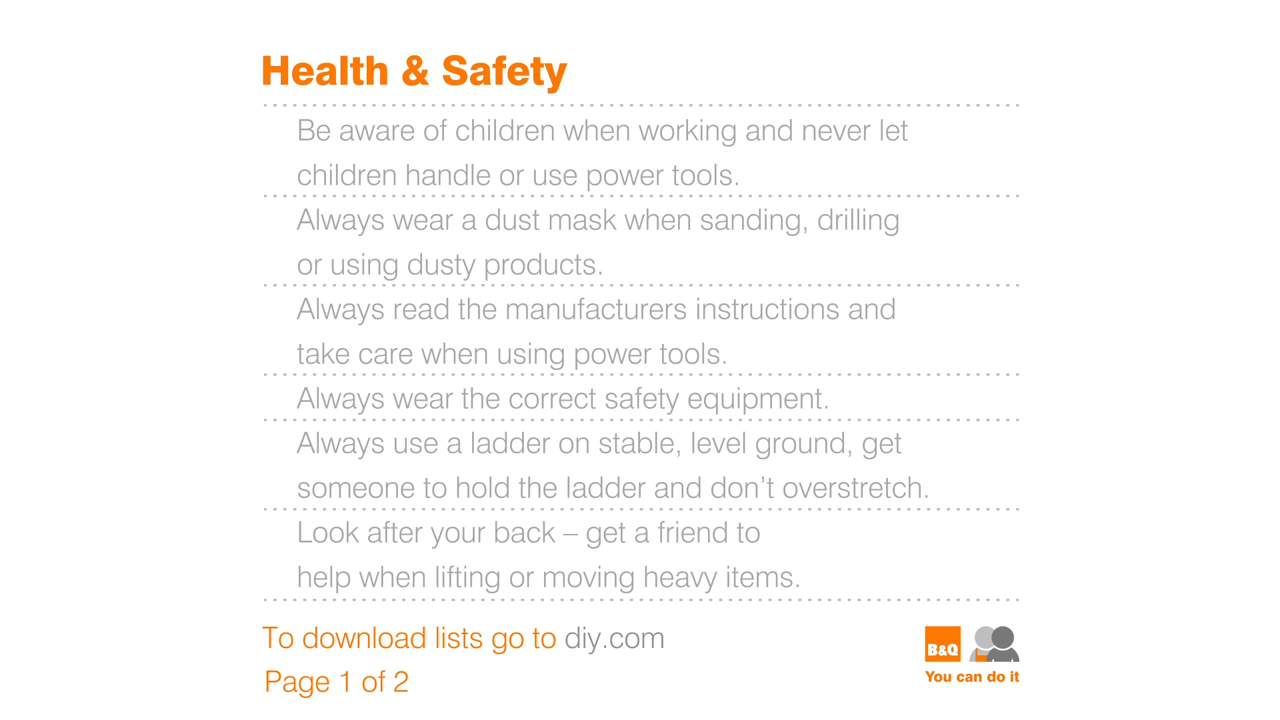 Health & Safety
Be aware of children when working and never let
children handle or use power tools.
Always wear a dust mask when sanding, drilling
or using dusty products.
Always read the manufacturers instructions and
take care when using power tools.
Always wear the correct safety equipment.
Always use a ladder on stable, level ground, get
someone to hold the ladder and don’t overstretch.
Look after your back – get a friend to
help when lifting or moving heavy items.
To download lists go to diy.com
Page 1 of 2
B&Q
You can do it